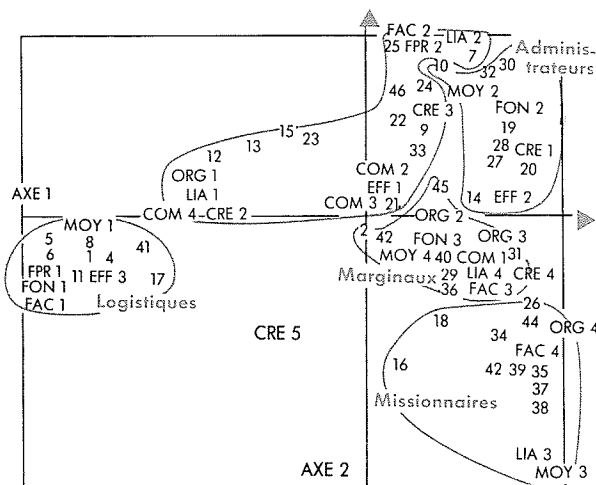 FAC 2
LIA 2
25 FPR 2
7
Adminis-
trateurs
10
32 30
46 24 MOY 2
CRE 3
FON 2
22 9 19
15 23
13
12
33
28 CRE 1
27 20
ORG 1
LIA 1
COM 2
EFF 1
45
14 EFF 2
AXE 1
COM 4-CRE 2
COM 3 21
ORG 2
MOY 1
5 8 41
6 1 4
FPR 1 11 EFF 3 17
FON 1
FAC 1
Logistiques
2 42
FON 3 ORG 3
MOY 4 40 COM 1 31
Marginaux 29 LIA 4 CRE 4
36 FAC 3
26
18 44 ORG 4
CRE 5
34
FAC 4
16
42 39 35
37
Missionnaires 38
LIA 3
AXE 2
MOY 3